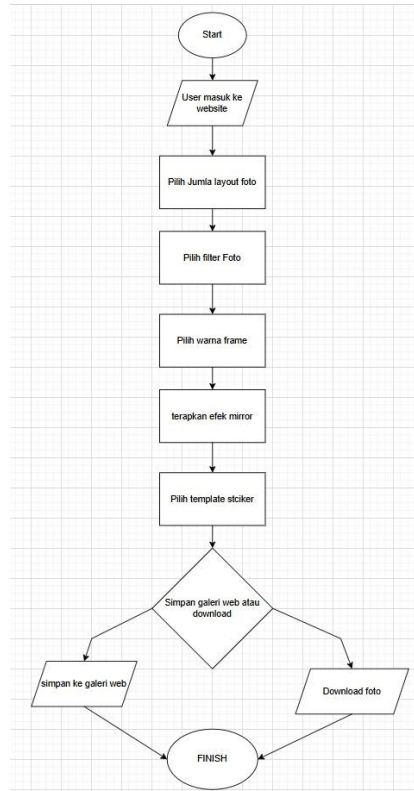 Start
User masuk ke
website
Pilih Jumla layout foto
Pilih filter Foto
Pilih warna frame
terapkan efek mirror
Pilih template stciker
Simpan galeri web atau
download
simpan ke galeri web
Download foto
FINISH